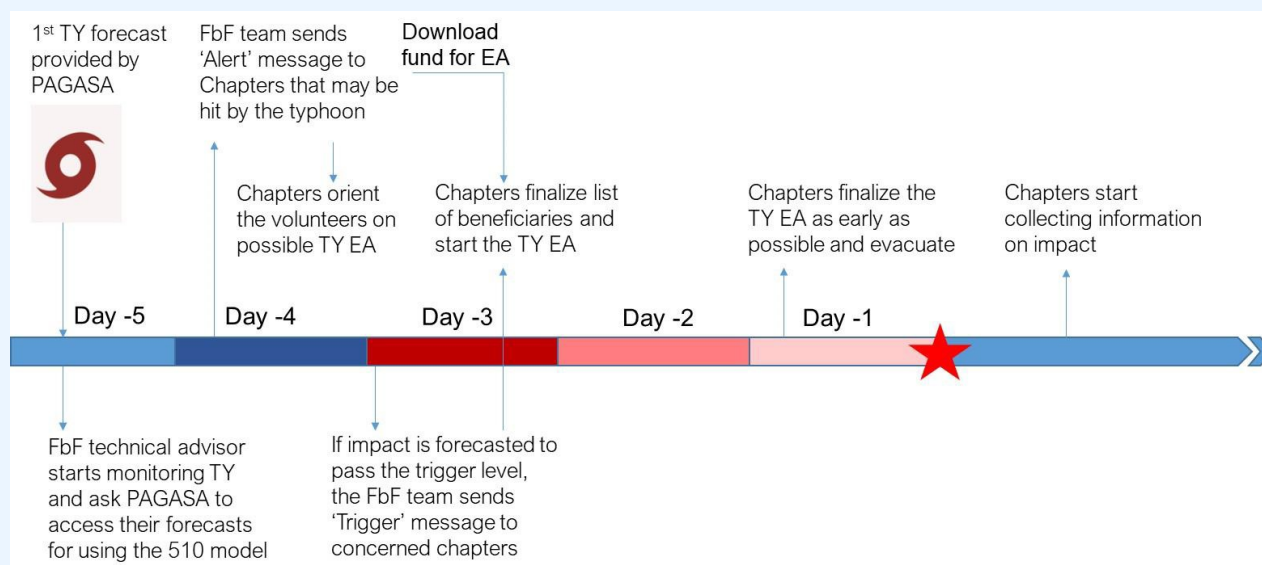 1st TY forecast
provided by
PAGASA
FbF team sends
‘Alert’ message to
Chapters that may be
hit by the typhoon
Download
fund for EA
Chapters orient
the volunteers on
possible TY EA
Chapters finalize list
of beneficiaries and
start the TY EA
Chapters finalize the
TY EA as early as
possible and evacuate
Chapters start
collecting information
on impact
Day -5
Day -4
Day -3
Day -2
Day -1
FbF technical advisor
starts monitoring TY
and ask PAGASA to
access their forecasts
for using the 510 model
If impact is forecasted to
pass the trigger level,
the FbF team sends
‘Trigger’ message to
concerned chapters